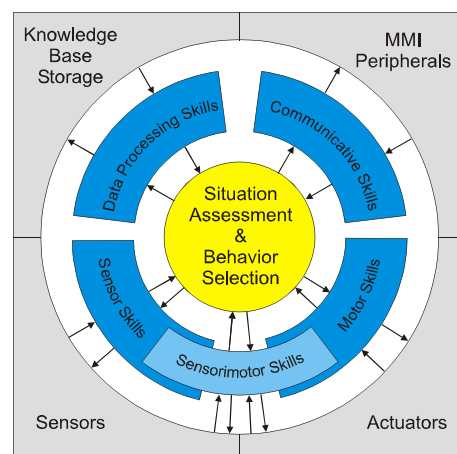 Knowledge
Base
Storage
MMI
Peripherals
Data Processing Skills
Communicative Skills
Situation
Assessment
&
Behavior
Selection
Sensor Skills
Motor Skills
Sensorimotor Skills
Sensors
Actuators